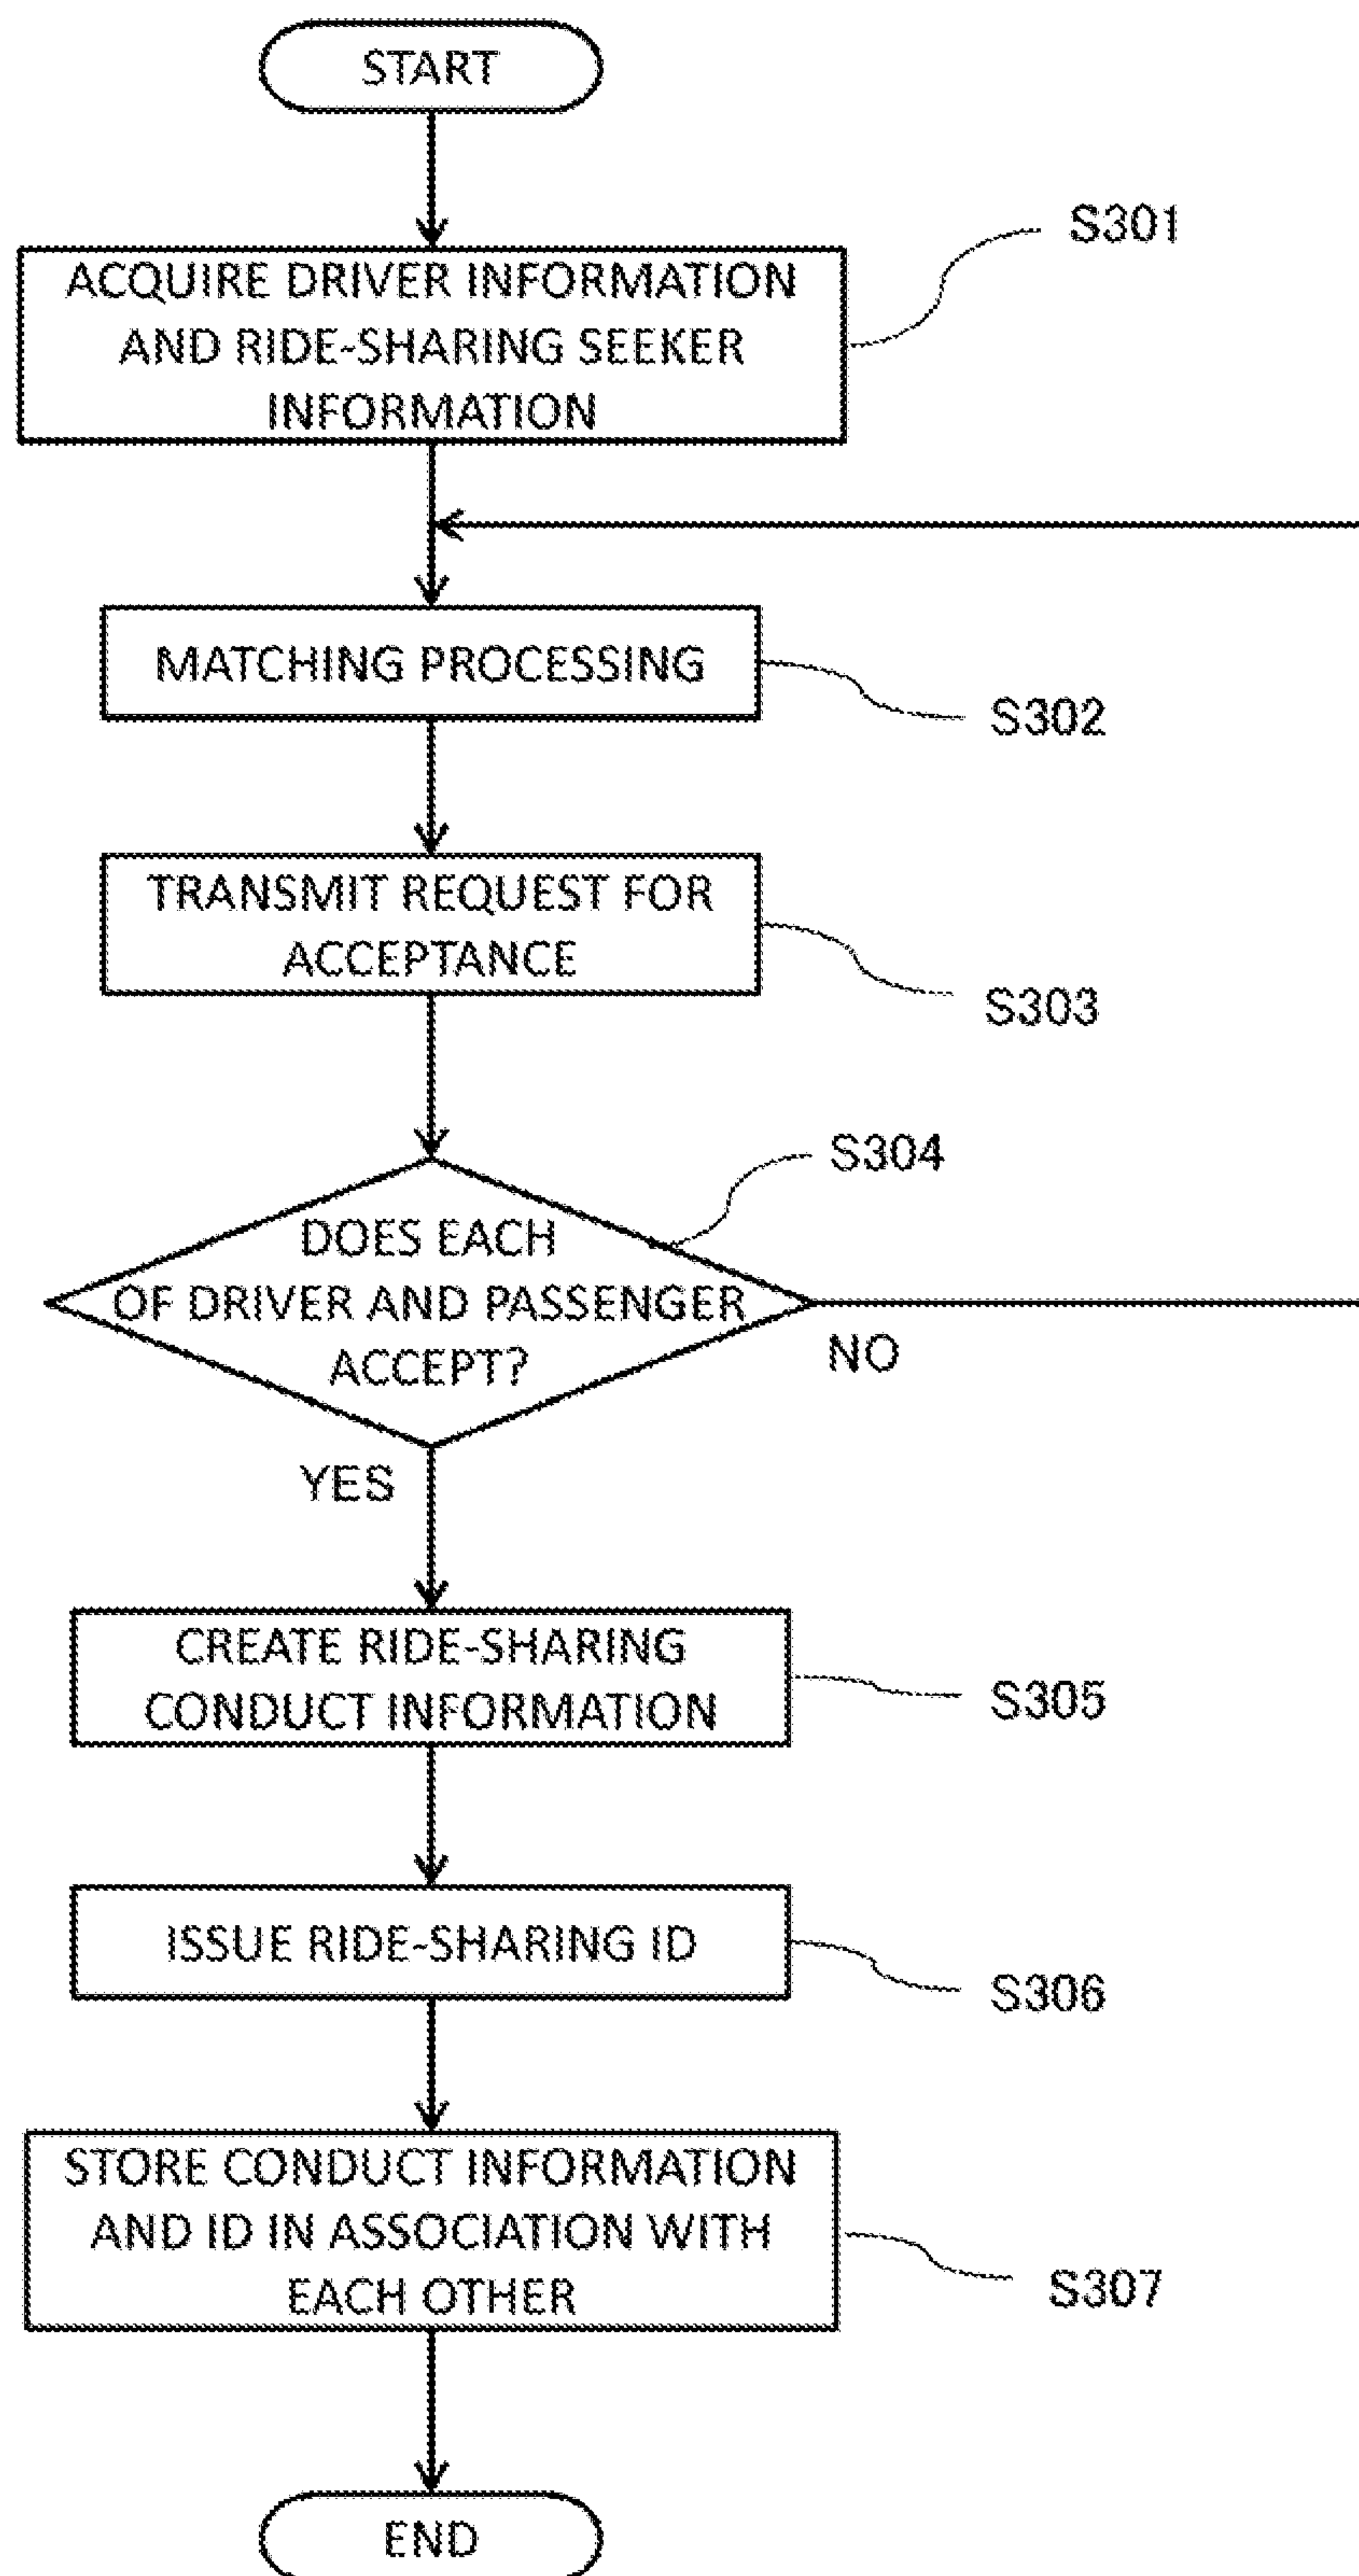 START
S301
ACQUIRE DRIVER INFORMATION
AND RIDE-SHARING SEEKER
INFORMATION
MATCHING PROCESSING
S302
TRANSMIT REQUEST FOR
ACCEPTANCE
S303
S304
DOES EACH
OF DRIVER AND PASSENGER
ACCEPT?
NO
YES
CREATE RIDE-SHARING
CONDUCT INFORMATION
S305
ISSUE RIDE-SHARING ID
S306
STORE CONDUCT INFORMATION
AND ID IN ASSOCIATION WITH
EACH OTHER
S307
END